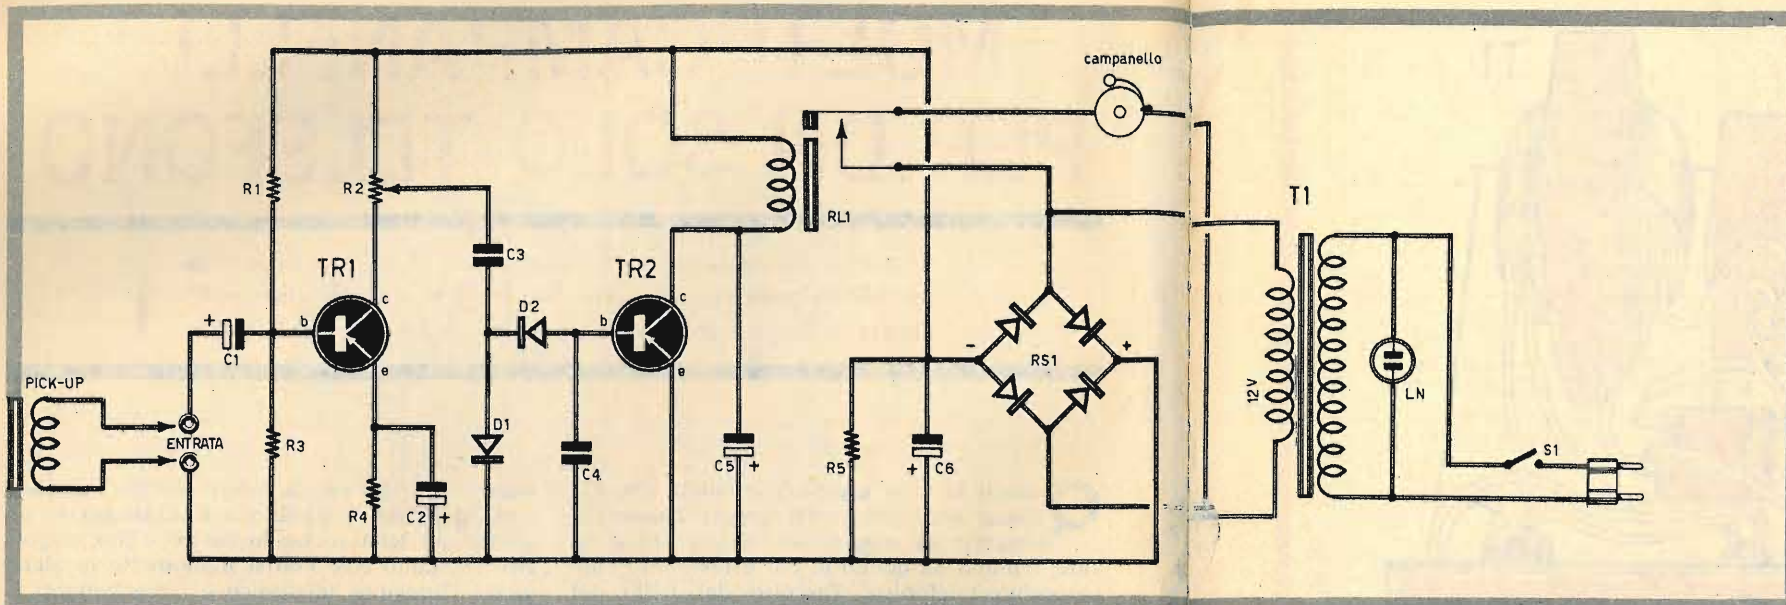 campanello
R1
R2
RL1
T1
TR1
C3
TR2
c
D2
c
b
b
+
C1
e
e
-
RS1
+
12V
LN
PICK-UP
ENTRATA
R3
D1
C4
C5
+
R5
+
C6
S1
R4
C2
+